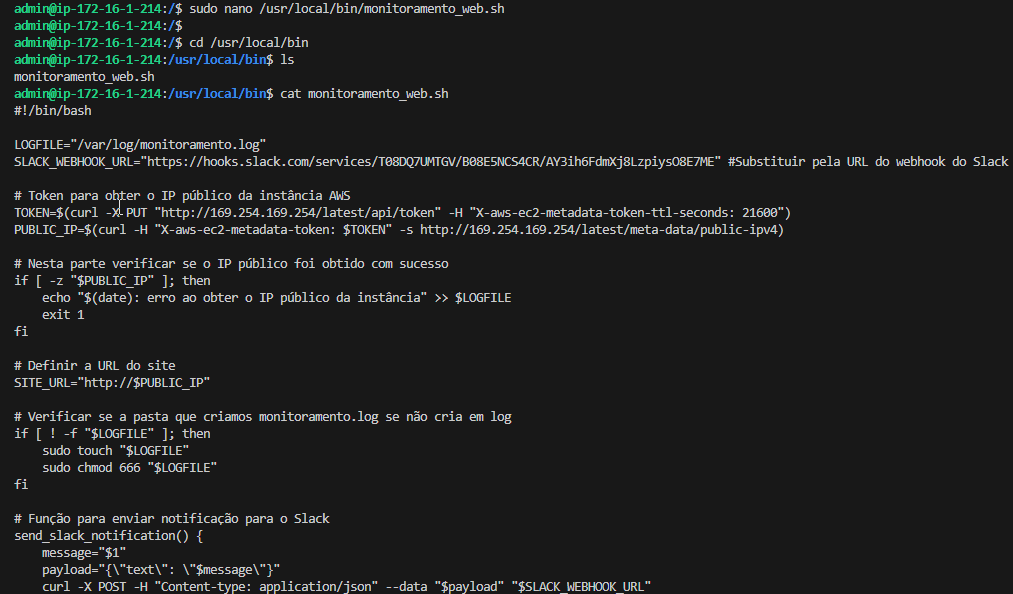 admin@ip-172-16-1-214:/$ sudo nano /usr/local/bin/monitoramento_web.sh
admin@ip-172-16-1-214:/$
admin@ip-172-16-1-214:/$ cd /usr/local/bin
admin@ip-172-16-1-214:/usr/local/bin$ ls
monitoramento_web.sh
admin@ip-172-16-1-214:/usr/local/bin$ cat monitoramento_web.sh
#!/bin/bash
LOGFILE="/var/log/monitoramento.log"
SLACK_WEBHOOK_URL="https://hooks.slack.com/services/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" #Substituir pela URL do webhook do Slack
# Token para obter o IP público da instância AWS
TOKEN=$(curl -X PUT "http://169.254.169.254/latest/api/token" -H "X-aws-ec2-metadata-token-ttl-seconds: 21600")
PUBLIC_IP=$(curl -H "X-aws-ec2-metadata-token: $TOKEN" -s http://169.254.169.254/latest/meta-data/public-ipv4)
# Nesta parte verificar se o IP público foi obtido com sucesso
if [ -z "$PUBLIC_IP" ]; then
    echo "$(date): erro ao obter o IP público da instância" >> $LOGFILE
    exit 1
fi
# Definir a URL do site
SITE_URL="http://$PUBLIC_IP"
# Verificar se a pasta que criamos monitoramento.log se não cria em log
if [ ! -f "$LOGFILE" ]; then
    sudo touch "$LOGFILE"
    sudo chmod 666 "$LOGFILE"
fi
# Função para enviar notificação para o Slack
send_slack_notification() {
    message="$1"
    payload="{\"text\": \"$message\"}"
    curl -X POST -H "Content-type: application/json" --data "$payload" "$SLACK_WEBHOOK_URL"